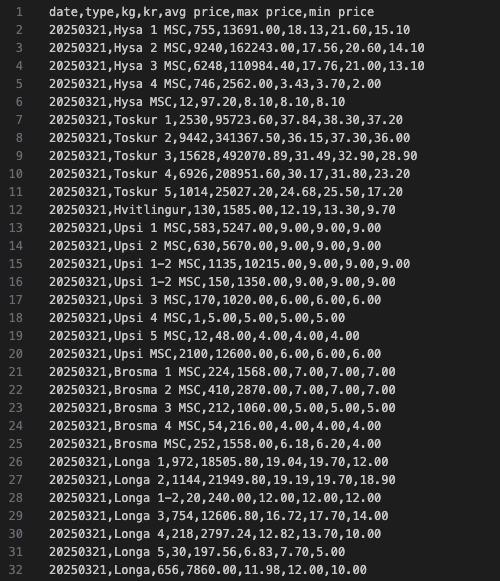 1 date,type,kg,kr,avg price,max price,min price
2 20250321,Hysa 1 MSC,755,13691.00,18.13,21.60,15.10
3 20250321,Hysa 2 MSC,9240,162243.00,17.56,20.60,14.10
4 20250321,Hysa 3 MSC,6248,110984.40,17.76,21.00,13.10
5 20250321,Hysa 4 MSC,746,2562.00,3.43,3.70,2.00
6 20250321,Hysa MSC,12,97.20,8.10,8.10,8.10
7 20250321,Toskur 1,2530,95723.60,37.84,38.30,37.20
8 20250321,Toskur 2,9442,341367.50,36.15,37.30,36.00
9 20250321,Toskur 3,15628,492070.89,31.49,32.90,28.90
10 20250321,Toskur 4,6926,208951.60,30.17,31.80,23.20
11 20250321,Toskur 5,1014,25027.20,24.68,25.50,17.20
12 20250321,Hvitlingur,130,1585.00,12.19,13.30,9.70
13 20250321,Upsi 1 MSC,583,5247.00,9.00,9.00,9.00
14 20250321,Upsi 2 MSC,630,5670.00,9.00,9.00,9.00
15 20250321,Upsi 1-2 MSC,1135,10215.00,9.00,9.00,9.00
16 20250321,Upsi 1-2 MSC,150,1350.00,9.00,9.00,9.00
17 20250321,Upsi 3 MSC,170,1020.00,6.00,6.00,6.00
18 20250321,Upsi 4 MSC,1,5.00,5.00,5.00,5.00
19 20250321,Upsi 5 MSC,12,48.00,4.00,4.00,4.00
20 20250321,Upsi MSC,2100,12600.00,6.00,6.00,6.00
21 20250321,Brosma 1 MSC,224,1568.00,7.00,7.00,7.00
22 20250321,Brosma 2 MSC,410,2870.00,7.00,7.00,7.00
23 20250321,Brosma 3 MSC,212,1060.00,5.00,5.00,5.00
24 20250321,Brosma 4 MSC,54,216.00,4.00,4.00,4.00
25 20250321,Brosma MSC,252,1558.00,6.18,6.20,4.00
26 20250321,Longa 1,972,18505.80,19.04,19.70,12.00
27 20250321,Longa 2,1144,21949.80,19.19,19.70,18.90
28 20250321,Longa 1-2,20,240.00,12.00,12.00,12.00
29 20250321,Longa 3,754,12606.80,16.72,17.70,14.00
30 20250321,Longa 4,218,2797.24,12.82,13.70,10.00
31 20250321,Longa 5,30,197.56,6.83,7.70,5.00
32 20250321,Longa,656,7860.00,11.98,12.00,10.00